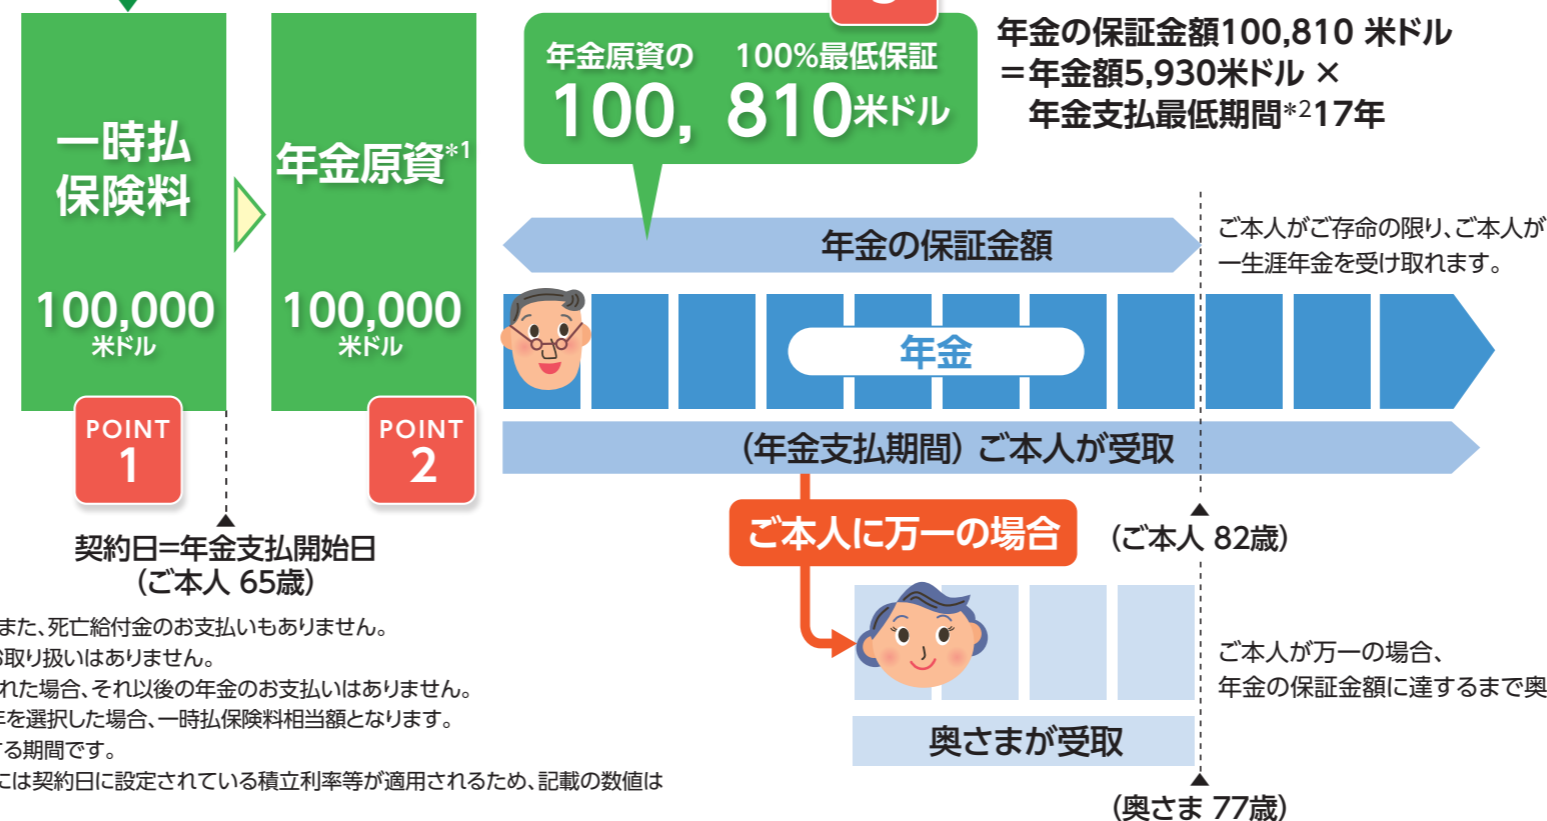 一時払
保険料
100,000
米ドル
POINT
1
年金原資*1
100,000
米ドル
POINT
2
年金原資の 100%最低保証
100, 810米ドル
年金の保証金額100,810 米ドル
=年金額5,930米ドル ×
年金支払最低期間*217年
年金の保証金額
ご本人がご存命の限り、ご本人が
一生涯年金を受け取れます。
年金
(年金支払期間)ご本人が受取
ご本人に万一の場合
(ご本人 82歳)
契約日=年金支払開始日
(ご本人 65歳)
ご本人が万一の場合、
年金の保証金額に達するまで奥
奥さまが受取
(奥さま 77歳)
また、死亡給付金のお支払いもありません。
お取り扱いはありません。
れた場合、それ以後の年金のお支払いはありません。
年を選択した場合、一時払保険料相当額となります。
する期間です。
には契約日に設定されている積立利率等が適用されるため、記載の数値は